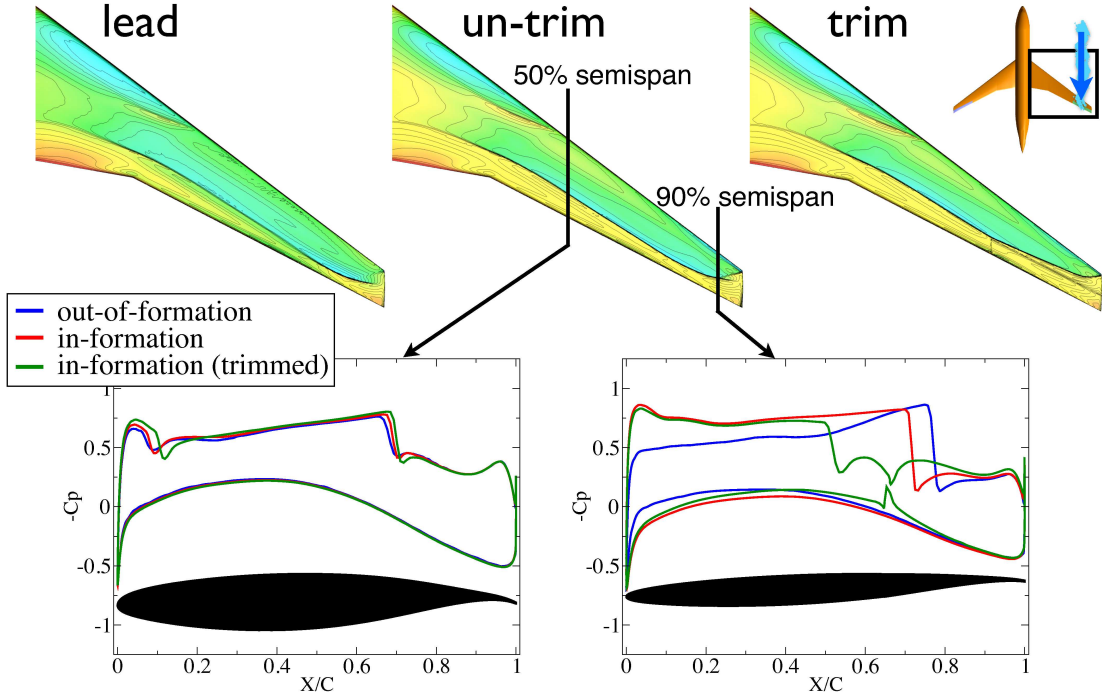 lead un-trim trim
50% semispan
90% semispan
out-of-formation
in-formation
in-formation (trimmed)
1
0.5
0
-0.5
-1
-Cp
0 0.2 0.4 0.6 0.8 1
X/C
1
0.5
0
-0.5
-1
-Cp
0 0.2 0.4 0.6 0.8 1
X/C